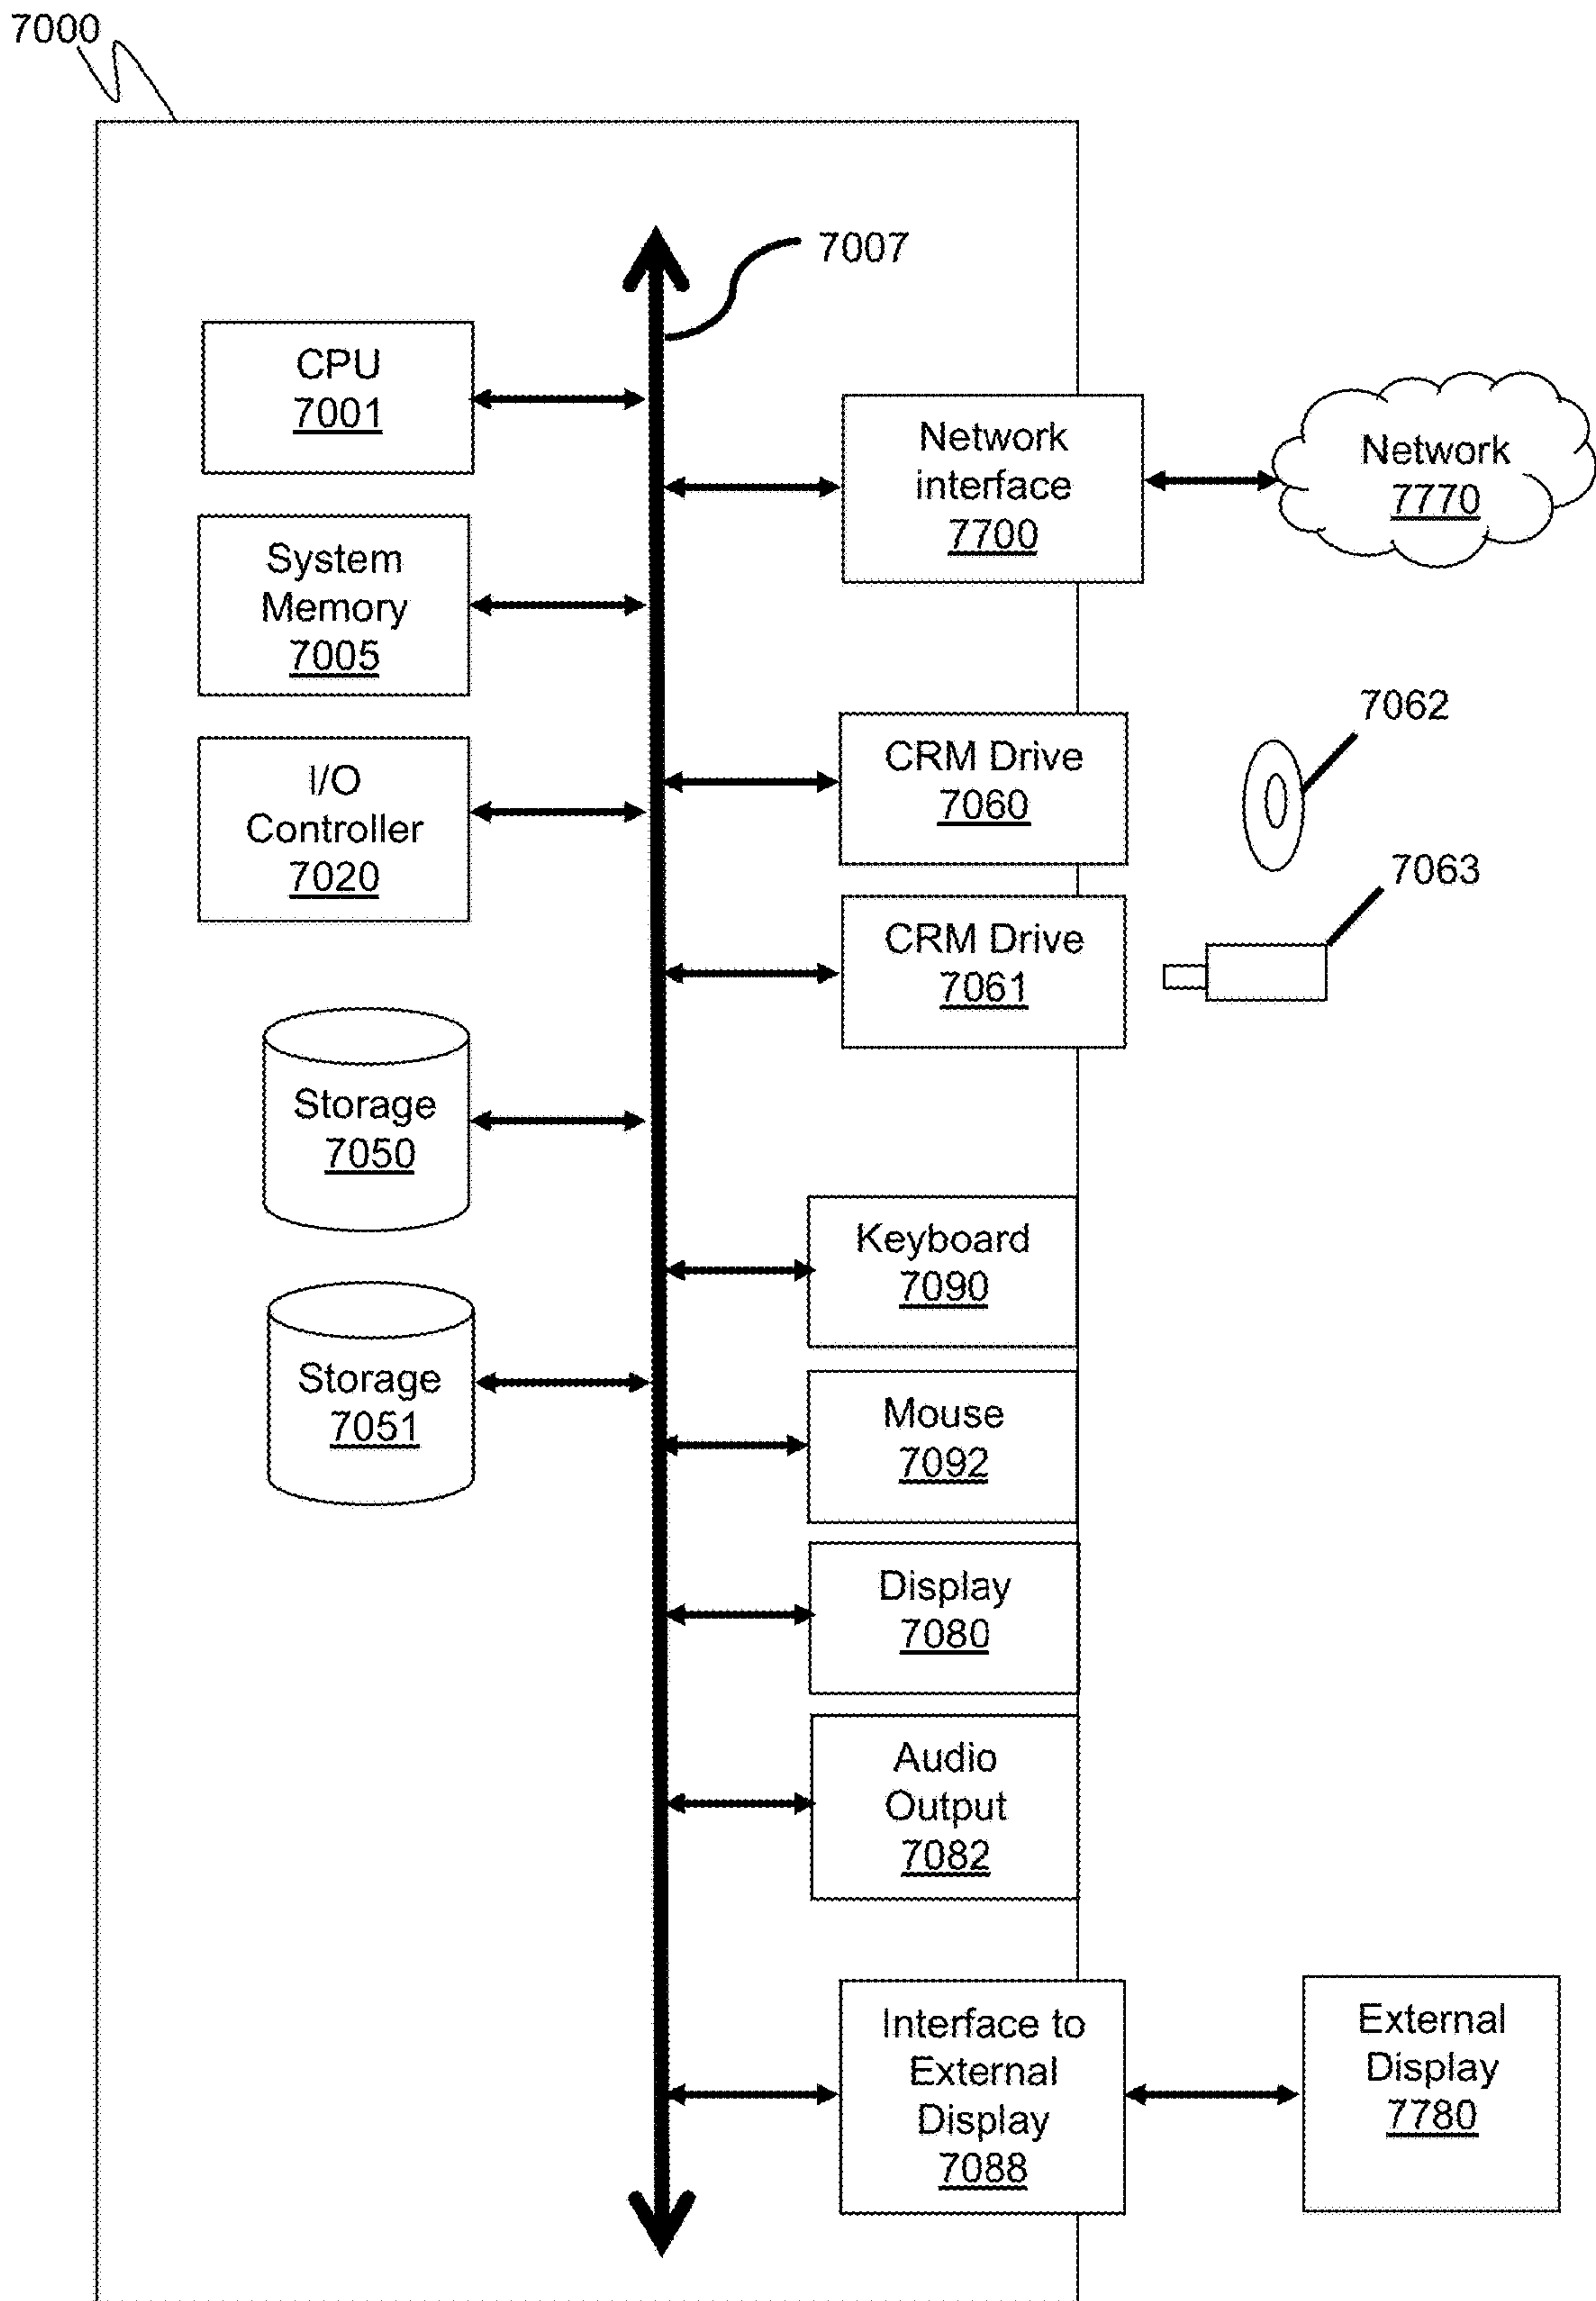 7000
7007
CPU
7001
Network
interface
7700
Network
7770
System
Memory
7005
7062
CRM Drive
7060
I/O
Controller
7020
7063
CRM Drive
7061
Storage
7050
Keyboard
7090
Storage
7051
Mouse
7092
Display
7080
Audio
Output
7082
Interface to
External
Display
7088
External
Display
7780